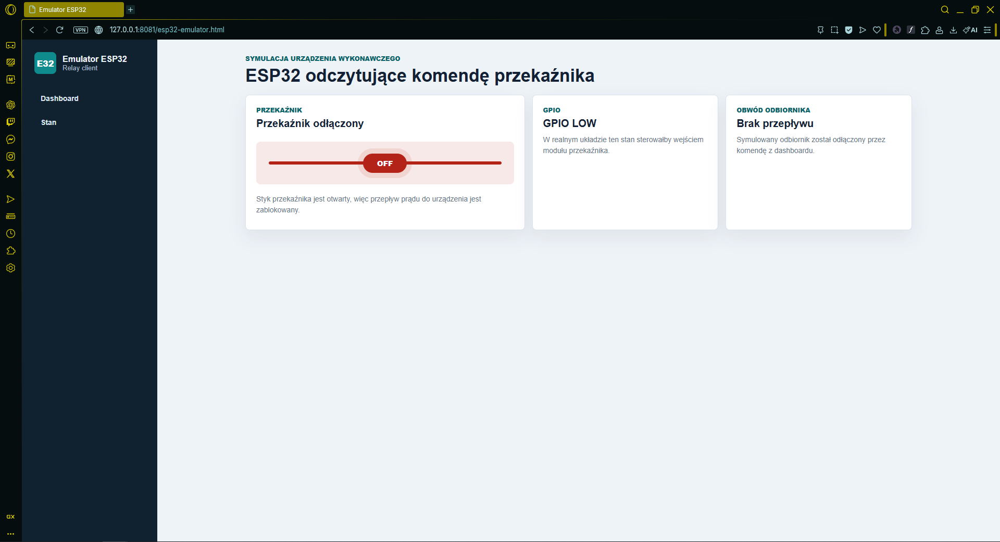 Emulator ESP32
VPN
127.0.0.1:8081/esp32-emulator.html
AI
M
E32
Emulator ESP32
Relay client
Dashboard
Stan
GX
SYMULACJA URZĄDZENIA WYKONAWCZEGO
ESP32 odczytujące komendę przekaźnika
PRZEKAŹNIK
Przekaźnik odłączony
OFF
Styk przekaźnika jest otwarty, więc przepływ prądu do urządzenia jest
zablokowany.
GPIO
GPIO LOW
W realnym układzie ten stan sterowałby wejściem
modułu przekaźnika.
OBWÓD ODBIORNIKA
Brak przepływu
Symulowany odbiornik został odłączony przez
komendę z dashboardu.